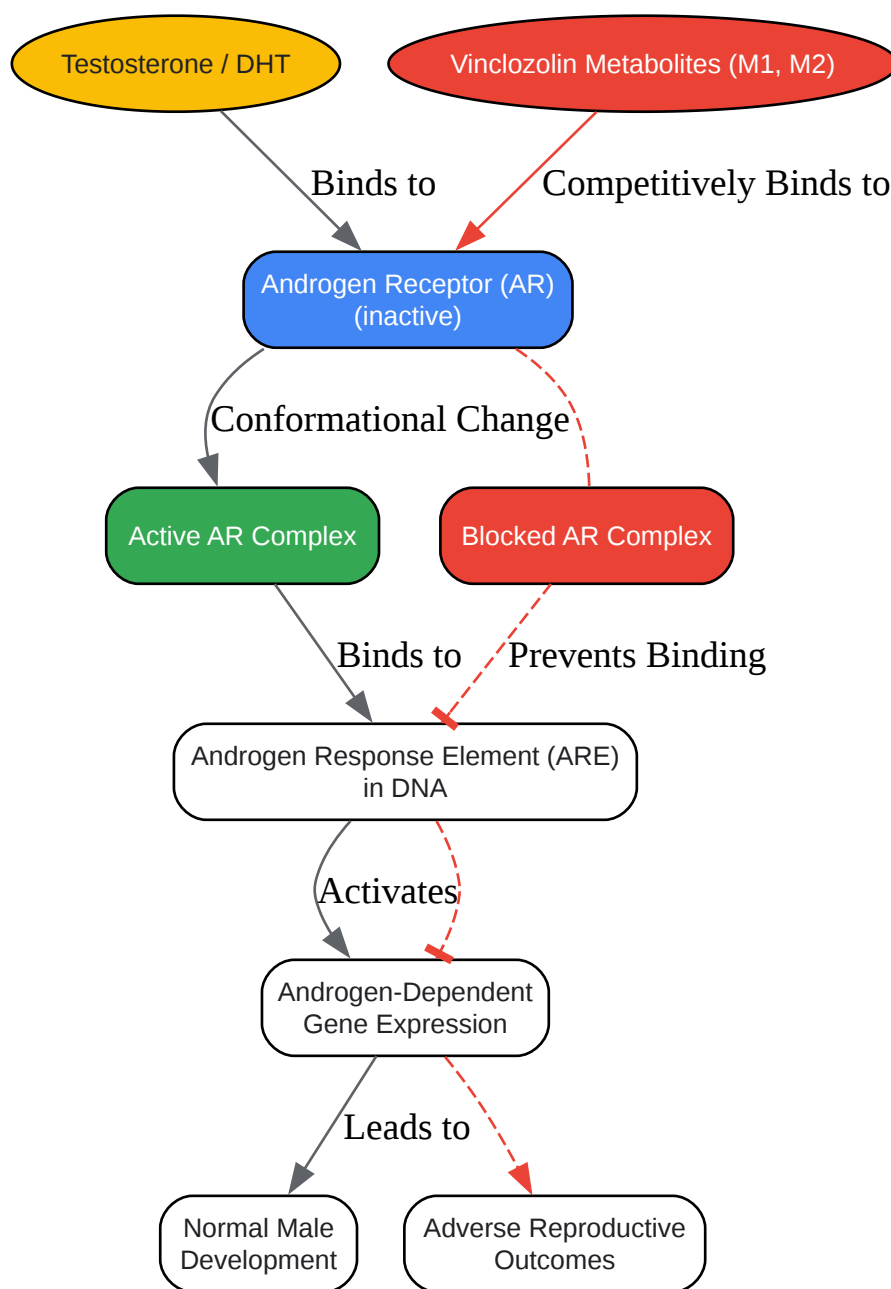 Testosterone / DHT
Vinclozolin Metabolites (M1, M2)
Binds to
Competitively Binds to
Androgen Receptor (AR)
(inactive)
Conformational Change
Active AR Complex
Blocked AR Complex
Binds to
Prevents Binding
Androgen Response Element (ARE)
in DNA
Activates
Androgen-Dependent
Gene Expression
Leads to
Normal Male
Development
Adverse Reproductive
Outcomes